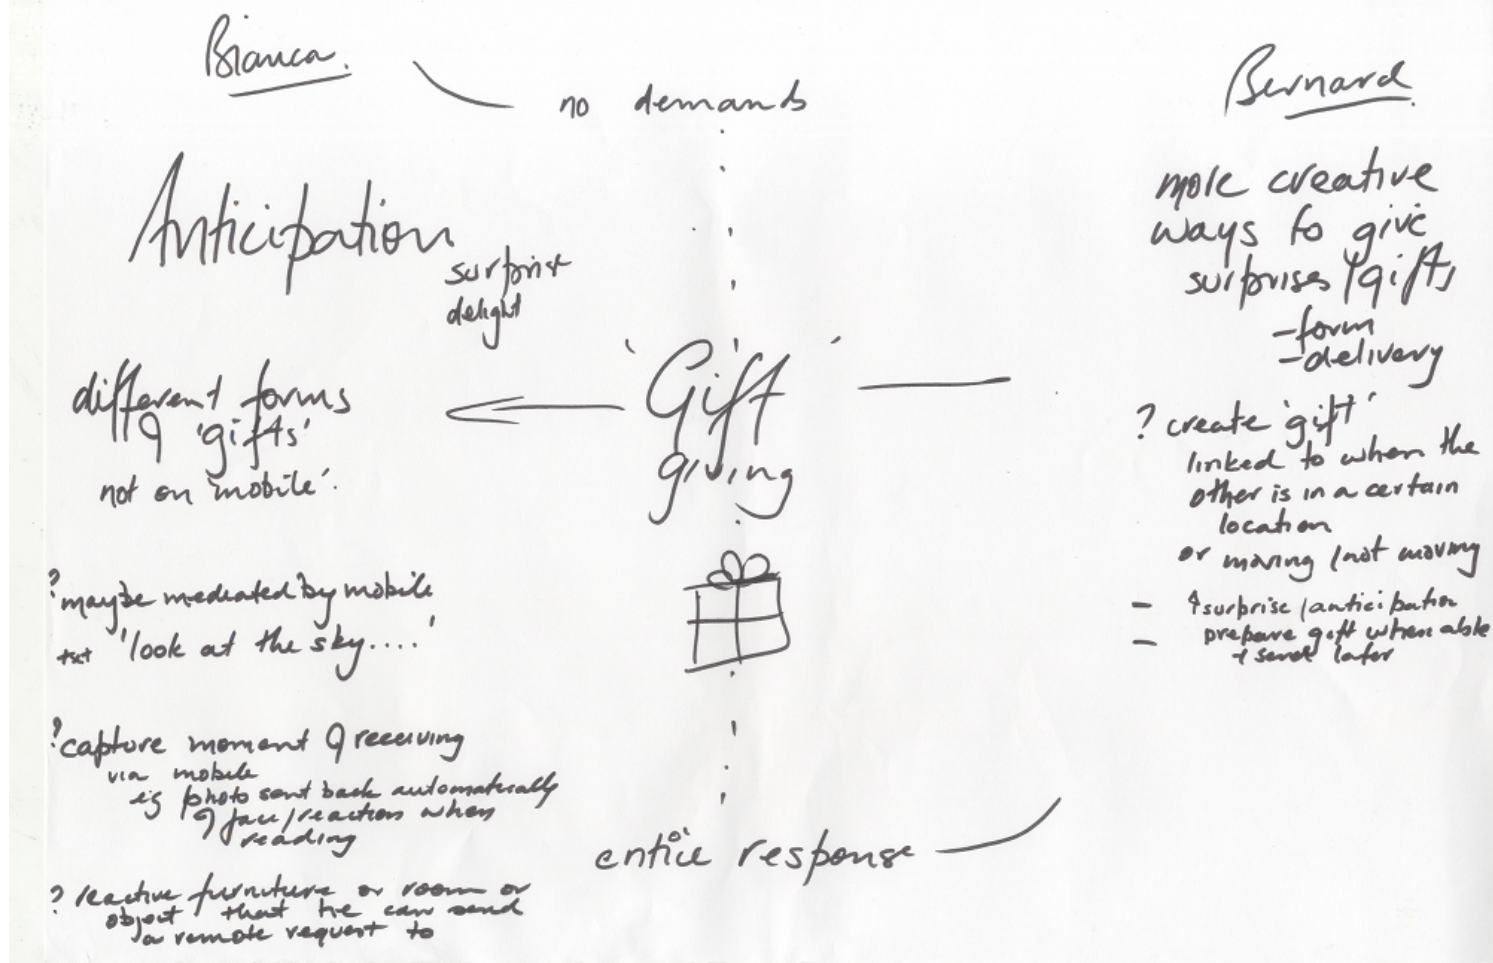 Bianca.
no demands
Anticipation
surprise
delight
different forms
of 'gifts'
not on 'mobile'.
? maybe mediated by mobile
'look at the sky....'
? capture moment of receiving
via mobile
eg photo sent back automatically
of face/reaction when
reading
? reactive furniture or room or
object that he can send
a remote request to
'Gift'
giving
entice response
Bernard
more creative
ways to give
surprises/gifts
- form
- delivery
? create 'gift'
linked to when the
other is in a certain
location
or moving/not moving
- ↑ surprise/anticipation
- prepare gift when able
+ send later